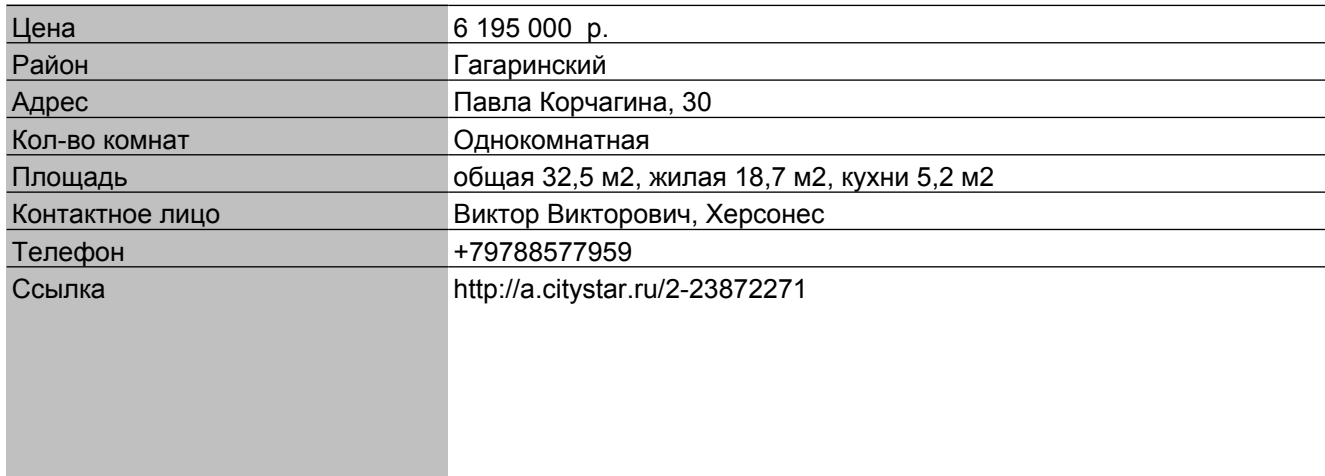 Цена 6 195 000 р.
Район Гагаринский
Адрес Павла Корчагина, 30
Кол-во комнат Однокомнатная
Площадь общая 32,5 м2, жилая 18,7 м2, кухни 5,2 м2
Контактное лицо Виктор Викторович, Херсонес
Телефон +79788577959
Ссылка http://a.citystar.ru/2-23872271